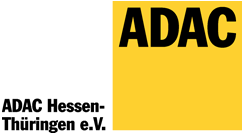 ADAC
ADAC Hessen-
Thüringen e.V.